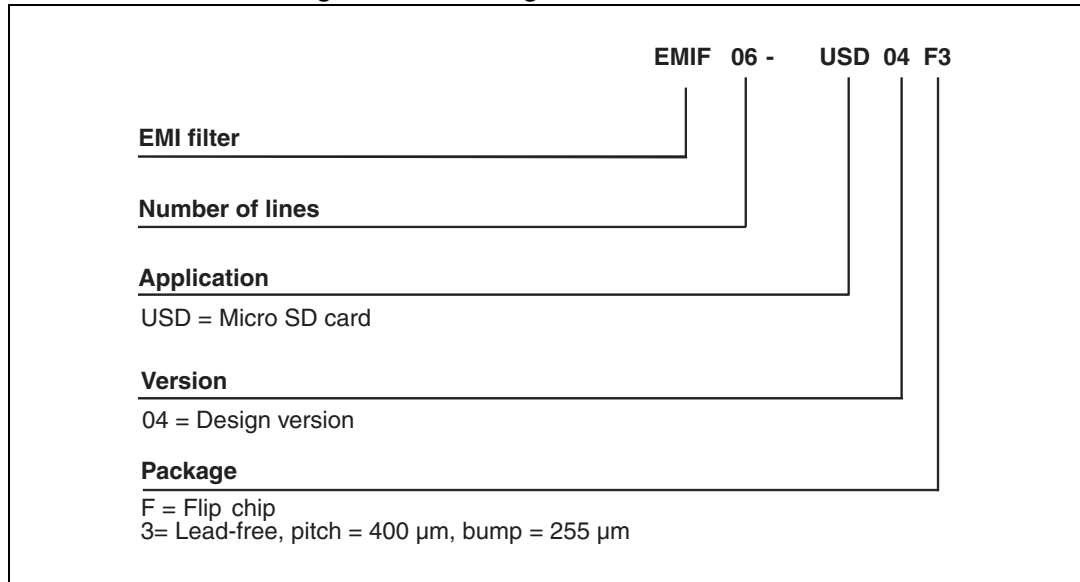 EMIF 06 - USD 04 F3
EMI filter
Number of lines
Application
USD = Micro SD card
Version
04 = Design version
Package
F = Flip chip
3= Lead-free, pitch = 400 µm, bump = 255 µm